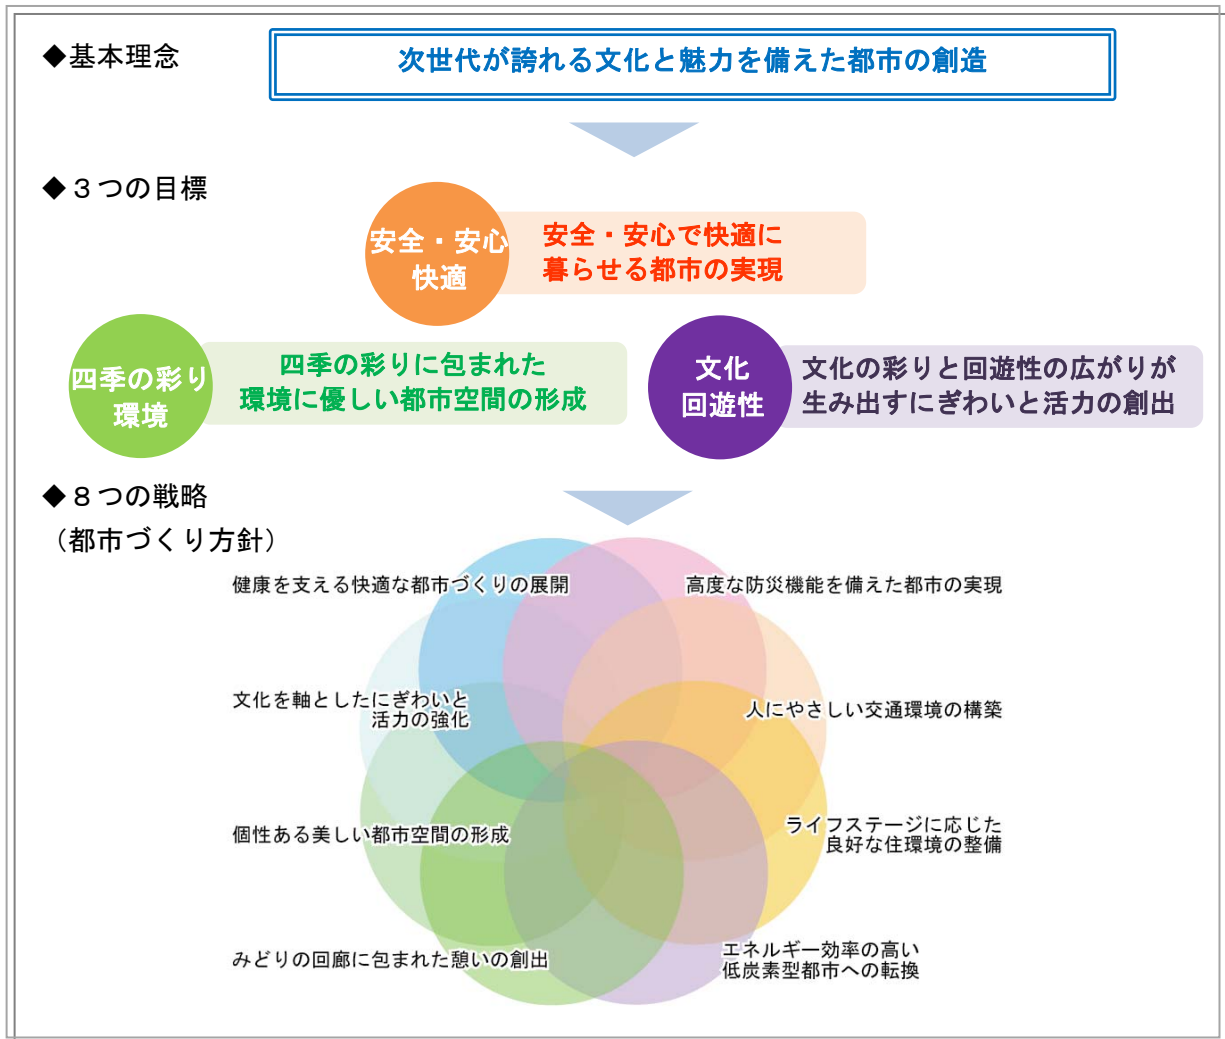 ◆基本理念
次世代が誇れる文化と魅力を備えた都市の創造
◆３つの目標
安全・安心
快適
安全・安心で快適に
暮らせる都市の実現
四季の彩り
環境
四季の彩りに包まれた
環境に優しい都市空間の形成
文化
回遊性
文化の彩りと回遊性の広がりが
生み出すにぎわいと活力の創出
◆８つの戦略
（都市づくり方針）
健康を支える快適な都市づくりの展開
高度な防災機能を備えた都市の実現
文化を軸としたにぎわいと
活力の強化
人にやさしい交通環境の構築
個性ある美しい都市空間の形成
ライフステージに応じた
良好な住環境の整備
みどりの回廊に包まれた憩いの創出
エネルギー効率の高い
低炭素型都市への転換